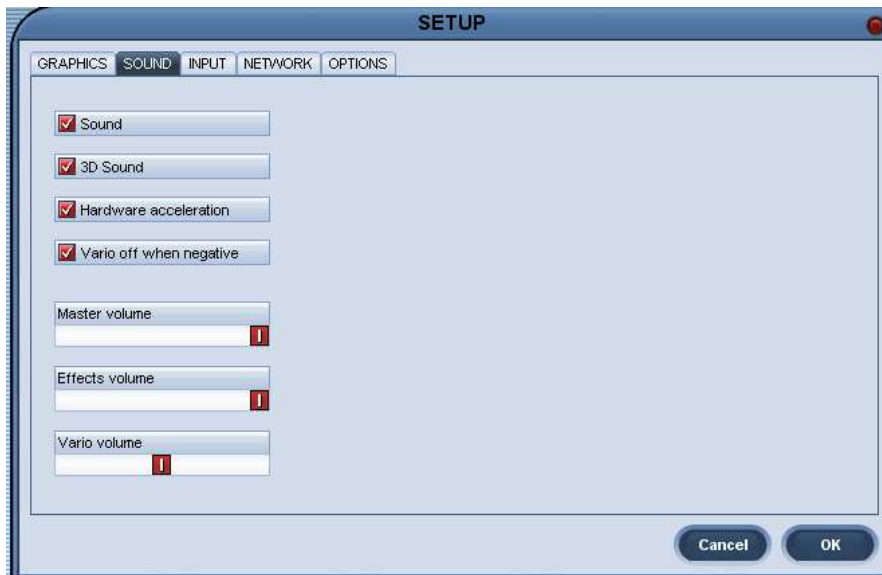 SETUP
GRAPHICS SOUND INPUT NETWORK OPTIONS
Sound
3D Sound
Hardware acceleration
Vario off when negative
Master volume
Effects volume
Vario volume
Cancel OK